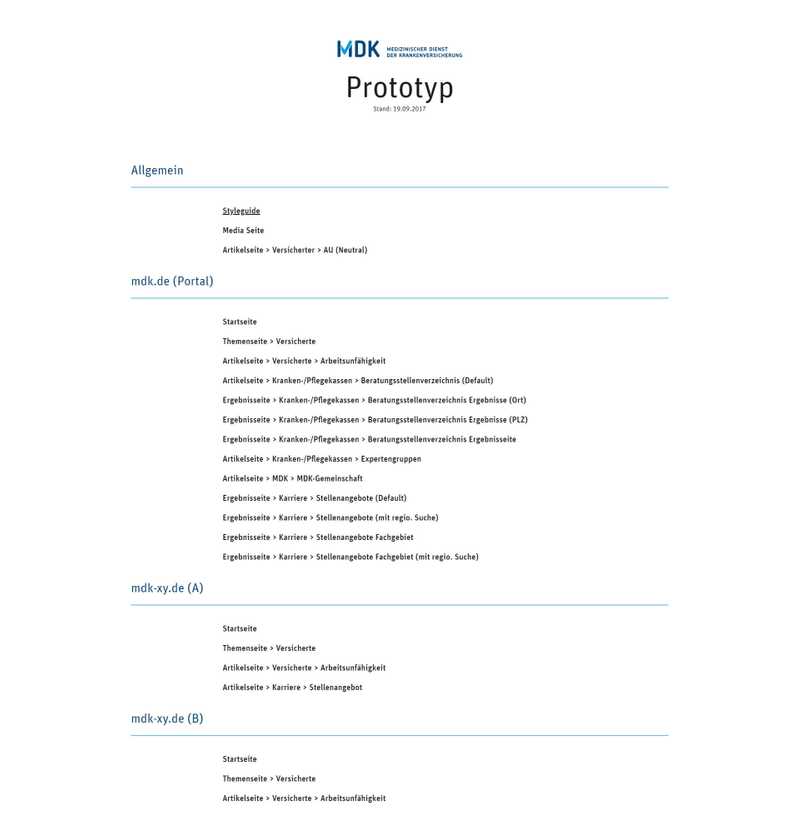 MDK MEDIZINISCHER DIENST
DER KRANKENVERSICHERUNG
Prototyp
Stand: 19.09.2017
Allgemein
Styleguide
Media Seite
Artikelseite > Versicherter > AU (Neutral)
mdk.de (Portal)
Startseite
Themenseite > Versicherte
Artikelseite > Versicherte > Arbeitsunfähigkeit
Artikelseite > Kranken-/Pflegekassen > Beratungsstellenverzeichnis (Default)
Ergebnisseite > Kranken-/Pflegekassen > Beratungsstellenverzeichnis Ergebnisse (Ort)
Ergebnisseite > Kranken-/Pflegekassen > Beratungsstellenverzeichnis Ergebnisse (PLZ)
Ergebnisseite > Kranken-/Pflegekassen > Beratungsstellenverzeichnis Ergebnisseite
Artikelseite > Kranken-/Pflegekassen > Expertengruppen
Artikelseite > MDK > MDK-Gemeinschaft
Ergebnisseite > Karriere > Stellenangebote (Default)
Ergebnisseite > Karriere > Stellenangebote (mit regio. Suche)
Ergebnisseite > Karriere > Stellenangebote Fachgebiet
Ergebnisseite > Karriere > Stellenangebote Fachgebiet (mit regio. Suche)
mdk-xy.de (A)
Startseite
Themenseite > Versicherte
Artikelseite > Versicherte > Arbeitsunfähigkeit
Artikelseite > Karriere > Stellenangebot
mdk-xy.de (B)
Startseite
Themenseite > Versicherte
Artikelseite > Versicherte > Arbeitsunfähigkeit